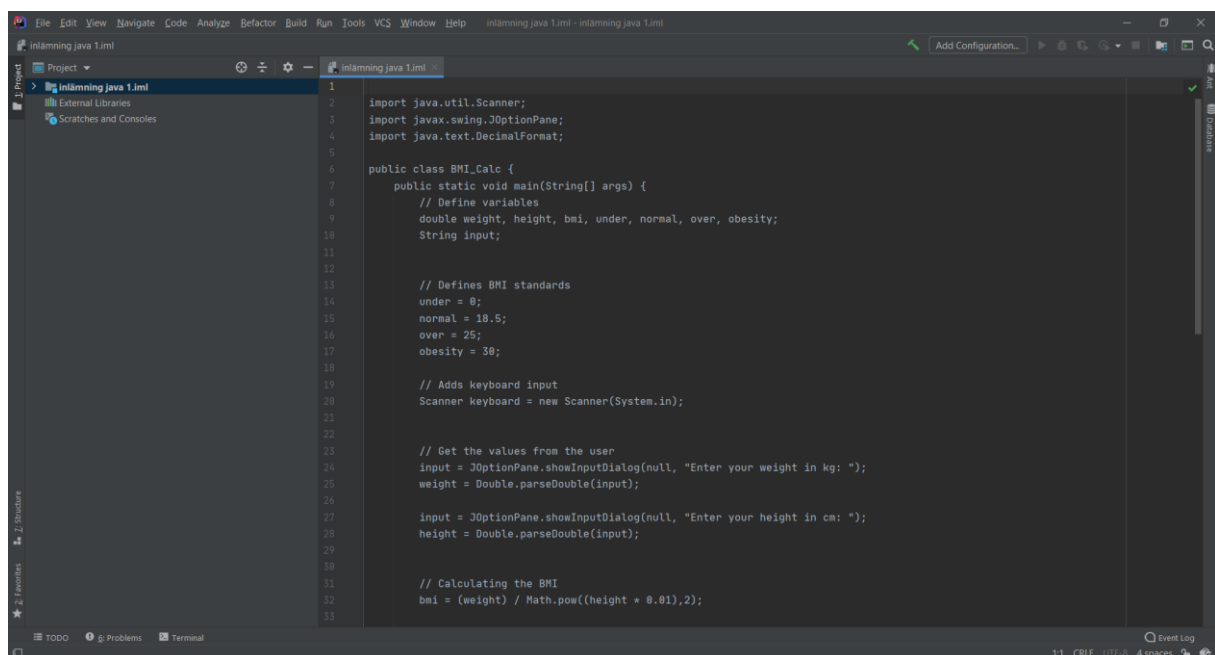 File Edit View Navigate Code Analyze Refactor Build Run Tools VCS Window Help inlämning java 1.iml - inlämning java 1.iml
inlämning java 1.iml Add Configuration...
Project inlämning java 1.iml
1: Project
inlämning java 1.iml
External Libraries
Scratches and Consoles
Ant
Database
1
2 import java.util.Scanner;
3 import javax.swing.JOptionPane;
4 import java.text.DecimalFormat;
5
6 public class BMI_Calc {
7 public static void main(String[] args) {
8 // Define variables
9 double weight, height, bmi, under, normal, over, obesity;
10 String input;
11
12
13 // Defines BMI standards
14 under = 0;
15 normal = 18.5;
16 over = 25;
17 obesity = 30;
18
19 // Adds keyboard input
20 Scanner keyboard = new Scanner(System.in);
21
22
23 // Get the values from the user
24 input = JOptionPane.showInputDialog(null, "Enter your weight in kg: ");
25 weight = Double.parseDouble(input);
26
27 input = JOptionPane.showInputDialog(null, "Enter your height in cm: ");
28 height = Double.parseDouble(input);
29
30
31 // Calculating the BMI
32 bmi = (weight) / Math.pow((height * 0.01),2);
33
7: Structure
2: Favorites
TODO 6: Problems Terminal Event Log
1:1 CRLF UTF-8 4 spaces